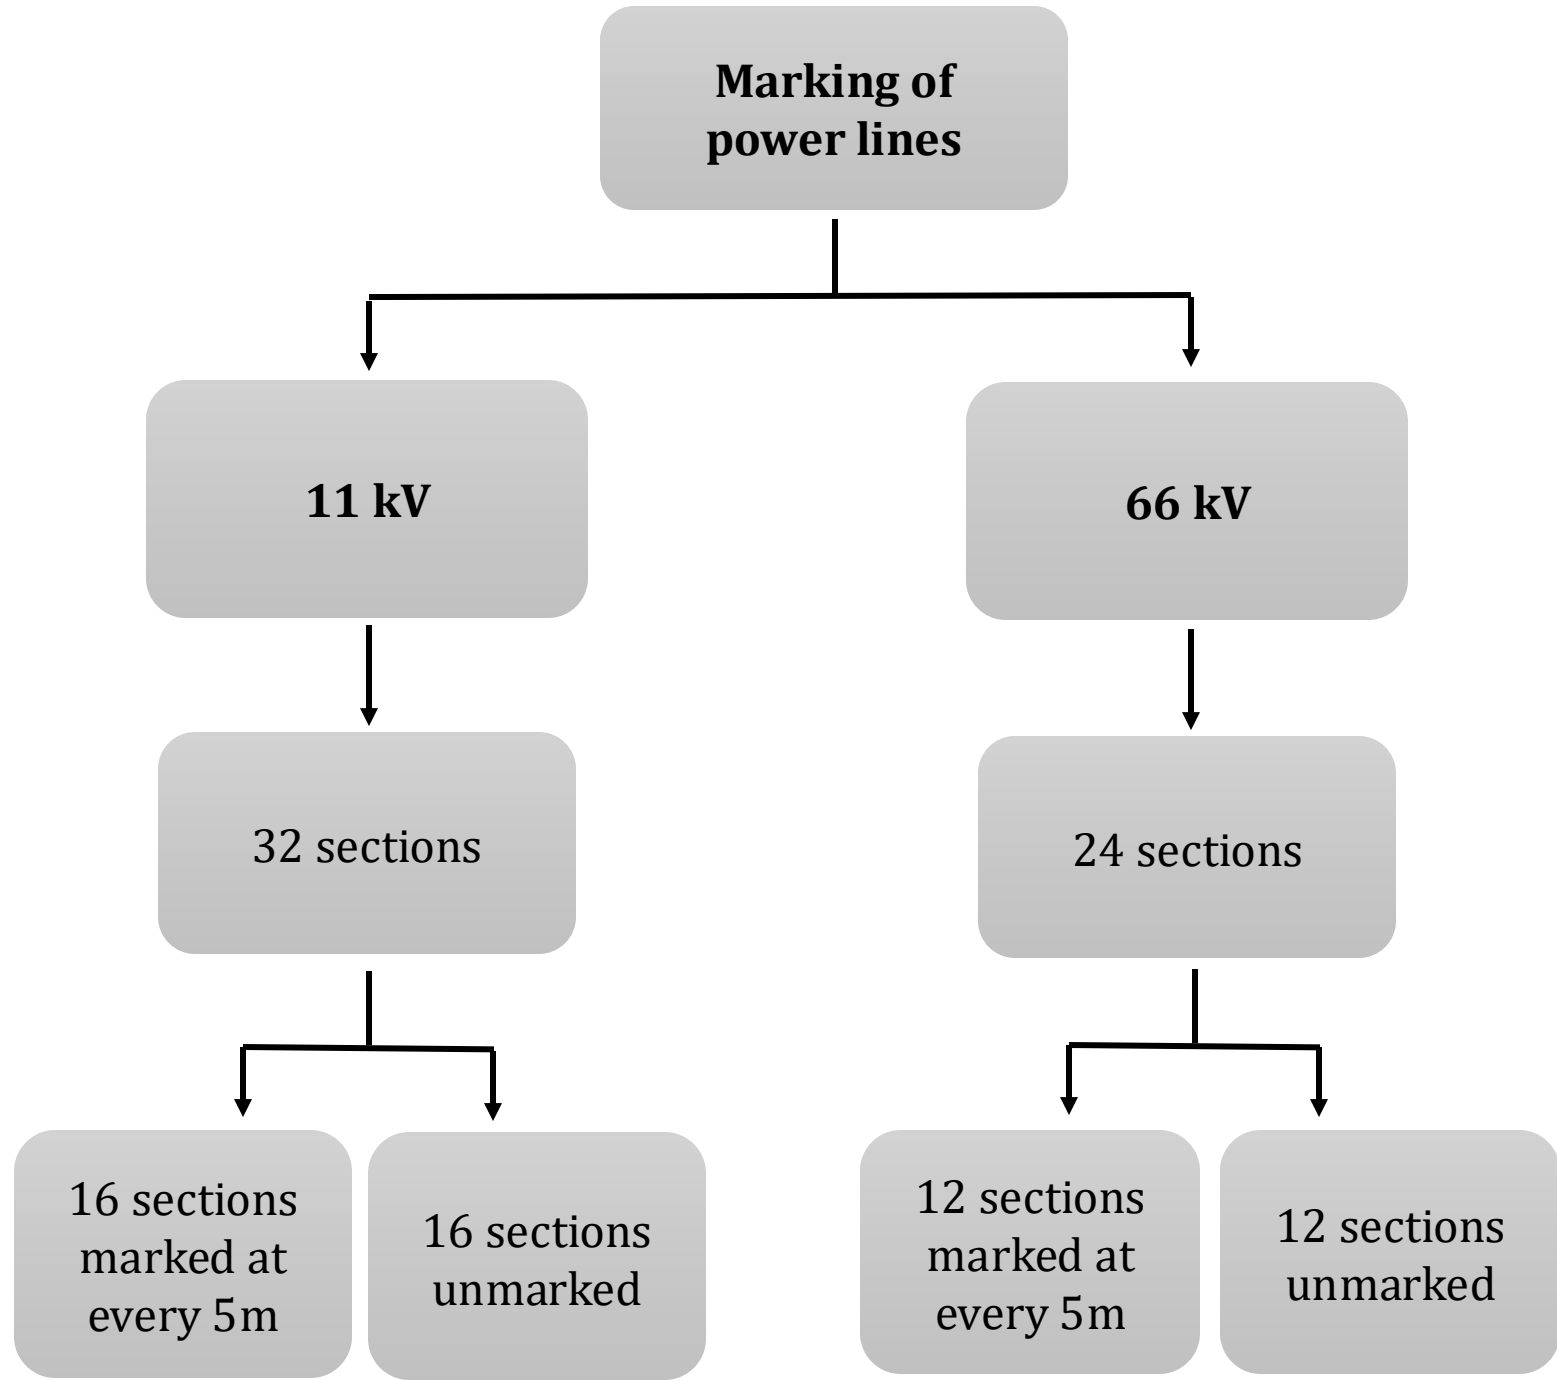 Marking of
power lines
11 kV
66 kV
32 sections
24 sections
16 sections
marked at
every 5m
16 sections
unmarked
12 sections
marked at
every 5m
12 sections
unmarked